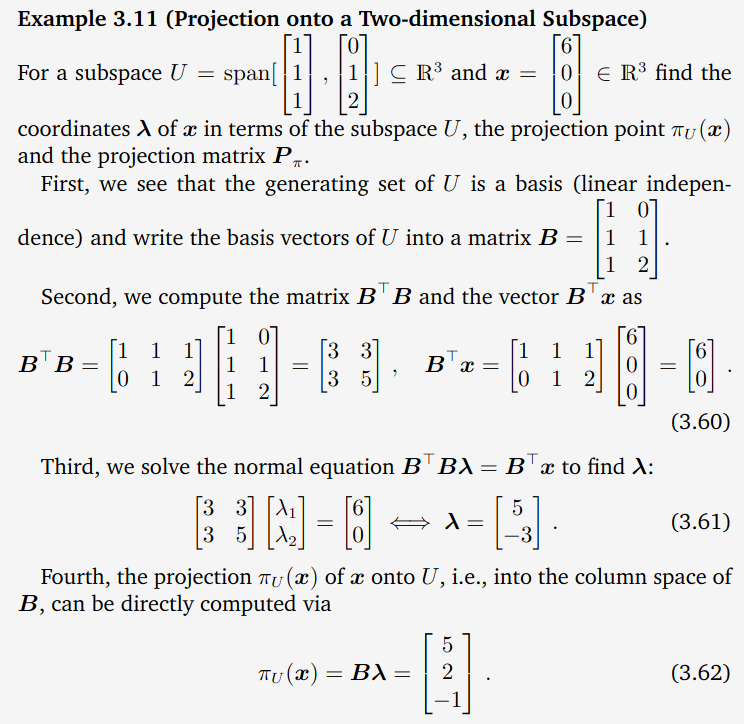 Example 3.11 (Projection onto a Two-dimensional Subspace)
For a subspace $U = \text{span}[\begin{bmatrix} 1 \\ 1 \\ 1 \end{bmatrix}, \begin{bmatrix} 0 \\ 1 \\ 2 \end{bmatrix}] \subseteq \mathbb{R}^3$ and $\boldsymbol{x} = \begin{bmatrix} 6 \\ 0 \\ 0 \end{bmatrix} \in \mathbb{R}^3$ find the
coordinates $\boldsymbol{\lambda}$ of $\boldsymbol{x}$ in terms of the subspace $U$, the projection point $\pi_U(\boldsymbol{x})$
and the projection matrix $\boldsymbol{P}_\pi$.
First, we see that the generating set of $U$ is a basis (linear indepen-
dence) and write the basis vectors of $U$ into a matrix $\boldsymbol{B} = \begin{bmatrix} 1 & 0 \\ 1 & 1 \\ 1 & 2 \end{bmatrix}$.
Second, we compute the matrix $\boldsymbol{B}^\top \boldsymbol{B}$ and the vector $\boldsymbol{B}^\top \boldsymbol{x}$ as
$\boldsymbol{B}^\top \boldsymbol{B} = \begin{bmatrix} 1 & 1 & 1 \\ 0 & 1 & 2 \end{bmatrix} \begin{bmatrix} 1 & 0 \\ 1 & 1 \\ 1 & 2 \end{bmatrix} = \begin{bmatrix} 3 & 3 \\ 3 & 5 \end{bmatrix}, \quad \boldsymbol{B}^\top \boldsymbol{x} = \begin{bmatrix} 1 & 1 & 1 \\ 0 & 1 & 2 \end{bmatrix} \begin{bmatrix} 6 \\ 0 \\ 0 \end{bmatrix} = \begin{bmatrix} 6 \\ 0 \end{bmatrix}.$
(3.60)
Third, we solve the normal equation $\boldsymbol{B}^\top \boldsymbol{B} \boldsymbol{\lambda} = \boldsymbol{B}^\top \boldsymbol{x}$ to find $\boldsymbol{\lambda}$:
$\begin{bmatrix} 3 & 3 \\ 3 & 5 \end{bmatrix} \begin{bmatrix} \lambda_1 \\ \lambda_2 \end{bmatrix} = \begin{bmatrix} 6 \\ 0 \end{bmatrix} \iff \boldsymbol{\lambda} = \begin{bmatrix} 5 \\ -3 \end{bmatrix}.$ (3.61)
Fourth, the projection $\pi_U(\boldsymbol{x})$ of $\boldsymbol{x}$ onto $U$, i.e., into the column space of
$\boldsymbol{B}$, can be directly computed via
$\pi_U(\boldsymbol{x}) = \boldsymbol{B} \boldsymbol{\lambda} = \begin{bmatrix} 5 \\ 2 \\ -1 \end{bmatrix}.$ (3.62)